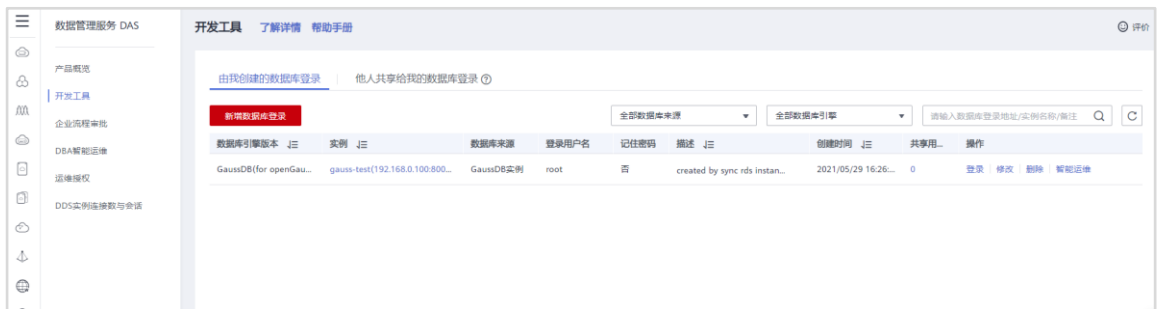 数据管理服务 DAS
产品概览
开发工具
企业流程审批
DBA智能运维
运维授权
DDS实例连接数与会话
开发工具 了解详情 帮助手册 评价
由我创建的数据库登录 他人共享给我的数据库登录
新增数据库登录 全部数据库来源 全部数据库引擎 请输入数据库登录地址/实例名称/备注
数据库引擎版本 实例 数据库来源 登录用户名 记住密码 描述 创建时间 共享用... 操作
GaussDB(for openGau... gauss-test(192.168.0.100:800... GaussDB实例 root 否 created by sync rds instan... 2021/05/29 16:26:... 0 登录 修改 删除 智能运维